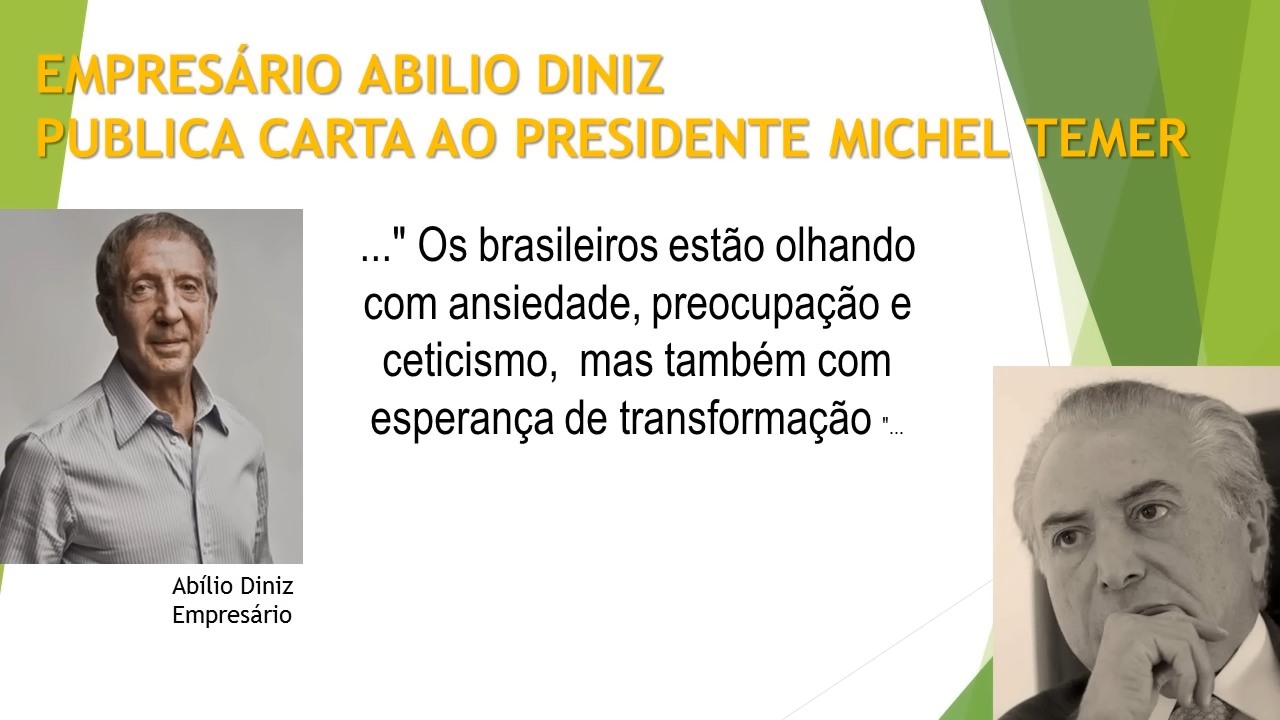 EMPRESÁRIO ABILIO DINIZ
PUBLICA CARTA AO PRESIDENTE MICHEL TEMER
..." Os brasileiros estão olhando
com ansiedade, preocupação e
ceticismo,  mas também com
esperança de transformação "...
Abílio Diniz
Empresário